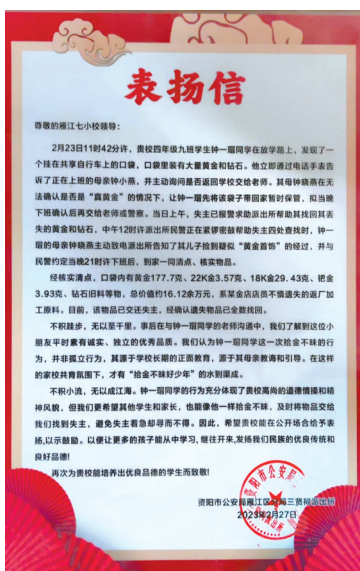 表扬信
尊敬的雁江七小校领导：
2月23日11时42分许，贵校四年级九班学生钟一瑁同学在放学路上，发现了一
个挂在共享自行车上的口袋，口袋里装有大量黄金和钻石。他立即通过电话手表告
诉了正在上班的母亲钟小燕，并主动问是否返回学校交给老师。其母钟晓燕在无
法确认是否是“真黄金”的情况下，让钟一瑁先将该袋子带回家暂时保管，拟当晚
下班确认后再交给老师或警察。后日上午，失主已报警求助派出所帮助其找回其丢
失的黄金和钻石，中午12时许派出所民警正在紧锣密鼓帮助失主四处查找时，钟一
瑁的母亲钟晓燕主动致电派出所告知了其儿子捡到疑似“黄金首饰”的经过，并与
民警约定当晚21时许下班后，到家一同清点、核实物品。
经核实清点，口袋内有黄金177.7克、22K金3.57克、18K金29.43克、钯金
3.93克、钻石旧料等物，总价值约16.12余万元，系某金店店员不慎遗失的返厂加
工原料。目前，该物品已交还失主，经确认遗失物品已全数找回。
不积跬步，无以至千里。事后在与钟一瑁同学的老师沟通中，我们了解到这位小
朋友平时素有诚实、独立的优秀品质。我们认为钟一瑁同学这一次拾金不昧的行
为，并非孤立行为，其源于学校长期的正面教育，源于其母亲教诲和引导。在这样
的家校共育氛围下，才有“拾金不昧好少年”的水到渠成。
不积小流，无以成江海。钟一瑁同学的行为充分体现了贵校高尚的道德情操和精
神风貌，但我们更希望其他学生和家长，也能像他一样拾金不昧，及时将物品交给
我们找到失主，避免失主着急却寻而不得。因此，希望贵校能在公开场合给予表
扬,以示鼓励。以便让更多的孩子能从中学习，继往开来,发扬我们民族的优良传统和
良好品德!
再次为贵校能培养出优良品德的学生而致敬!
资阳市公安局雁江区分局三贤祠派出所
2023年2月27日